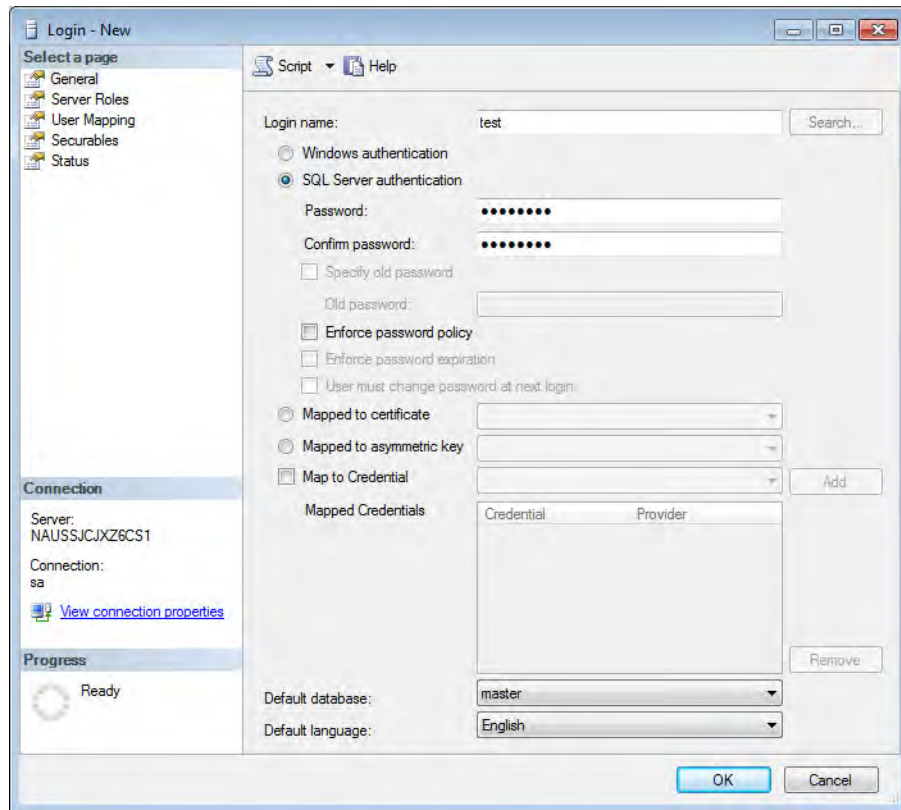 Login - New
Select a page
General
Server Roles
User Mapping
Securables
Status
Script Help
Login name: test Search...
Windows authentication
SQL Server authentication
Password: ●●●●●●●●
Confirm password: ●●●●●●●●
Specify old password
Old password:
Enforce password policy
Enforce password expiration
User must change password at next login
Mapped to certificate
Mapped to asymmetric key
Map to Credential Add
Mapped Credentials Credential Provider
Remove
Default database: master
Default language: English
Connection
Server:
NAUSSJCJXZ6CS1
Connection:
sa
View connection properties
Progress
Ready
OK Cancel